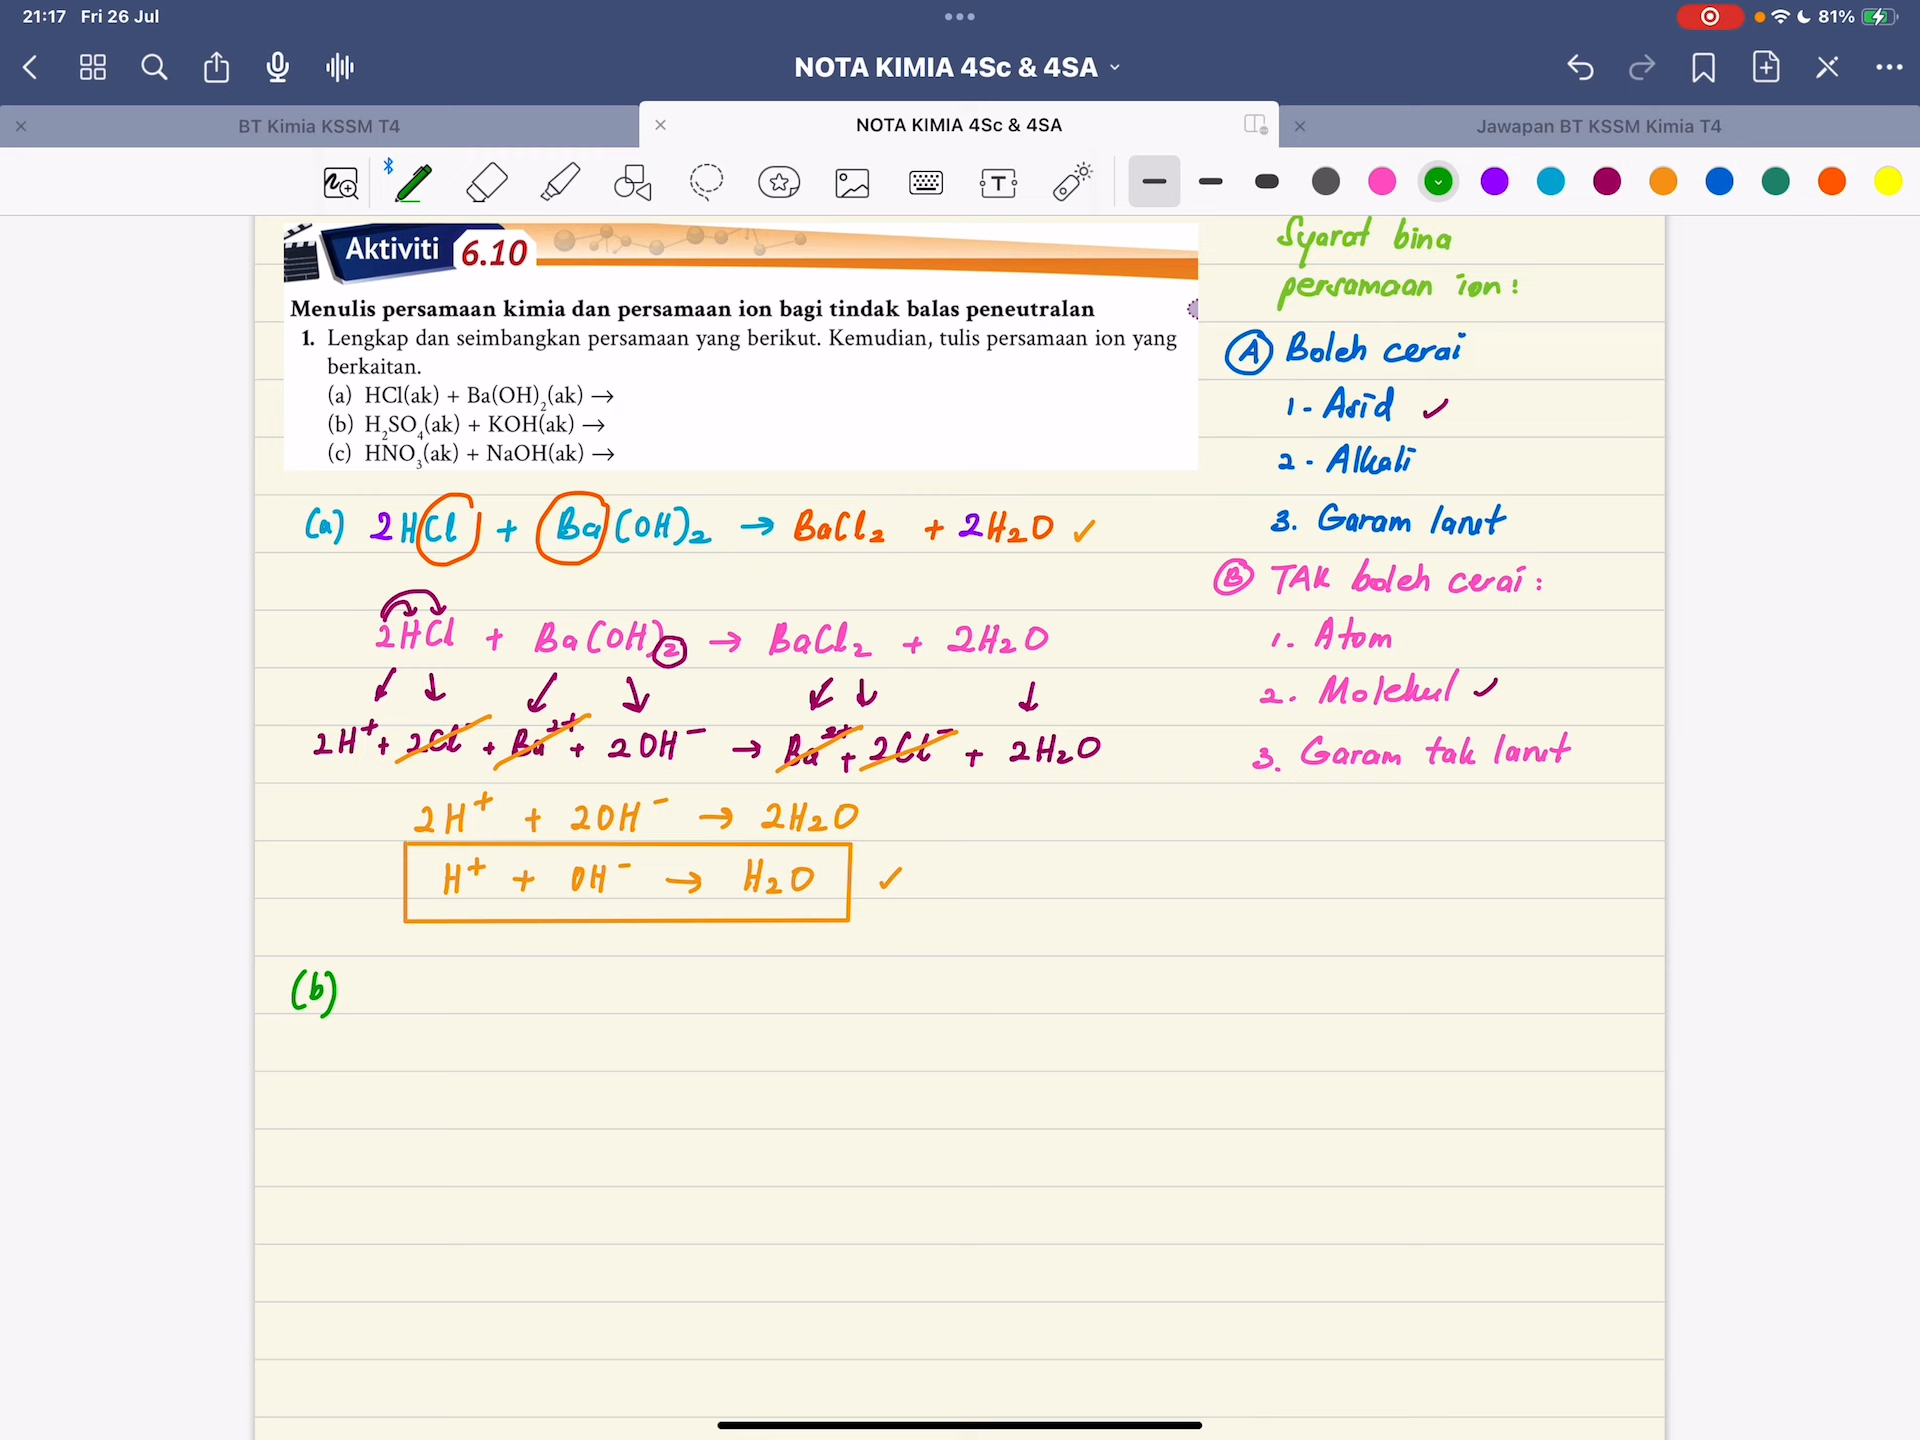 21:17 Fri 26 Jul
81%
NOTA KIMIA 4Sc & 4SA
BT Kimia KSSM T4
NOTA KIMIA 4Sc & 4SA
Jawapan BT KSSM Kimia T4
Aktiviti 6.10
Menulis persamaan kimia dan persamaan ion bagi tindak balas peneutralan
1. Lengkap dan seimbangkan persamaan yang berikut. Kemudian, tulis persamaan ion yang
berkaitan.
(a) HCl(ak) + Ba(OH)₂(ak) →
(b) H₂SO₄(ak) + KOH(ak) →
(c) HNO₃(ak) + NaOH(ak) →
(a) 2HCl + Ba(OH)₂ → BaCl₂ + 2H₂O ✓
2HCl + Ba(OH)₂ → BaCl₂ + 2H₂O
2H⁺ + 2Cl⁻ + Ba²⁺ + 2OH⁻ → Ba²⁺ + 2Cl⁻ + 2H₂O
2H⁺ + 2OH⁻ → 2H₂O
H⁺ + OH⁻ → H₂O ✓
(b)
Syarat bina
persamaan ion :
(A) Boleh cerai
1 - Asid ✓
2 - Alkali
3. Garam larut
(B) TAK boleh cerai :
1. Atom
2. Molekul ✓
3. Garam tak larut